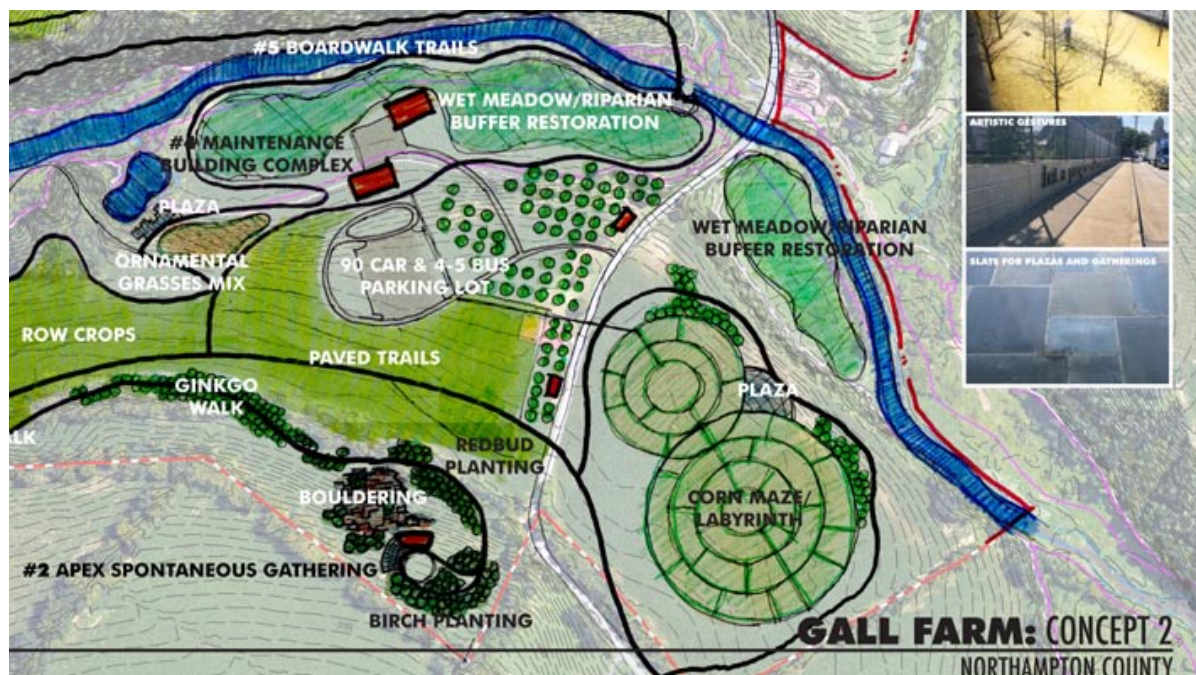 #5 BOARDWALK TRAILS
WET MEADOW/RIPARIAN
BUFFER RESTORATION
#4 MAINTENANCE
BUILDING COMPLEX
PLAZA
ORNAMENTAL
GRASSES MIX
90 CAR & 4-5 BUS
PARKING LOT
WET MEADOW/RIPARIAN
BUFFER RESTORATION
ARTISTIC GESTURES
SLATS FOR PLAZAS AND GATHERINGS
ROW CROPS
PAVED TRAILS
GINKGO
WALK
PLAZA
ALK
REDBUD
PLANTING
BOULDERING
CORN MAZE/
LABYRINTH
#2 APEX SPONTANEOUS GATHERING
BIRCH PLANTING
GALL FARM: CONCEPT 2
NORTHAMPTON COUNTY